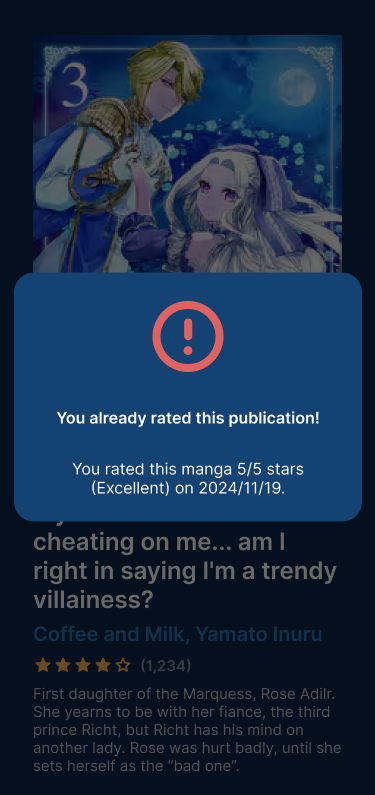 3
You already rated this publication!
You rated this manga 5/5 stars
(Excellent) on 2024/11/19.
cheating on me... am I
right in saying I'm a trendy
villainess?
Coffee and Milk, Yamato Inuru
(1,234)
First daughter of the Marquess, Rose Adilr.
She yearns to be with her fiance, the third
prince Richt, but Richt has his mind on
another lady. Rose was hurt badly, until she
sets herself as the “bad one”.